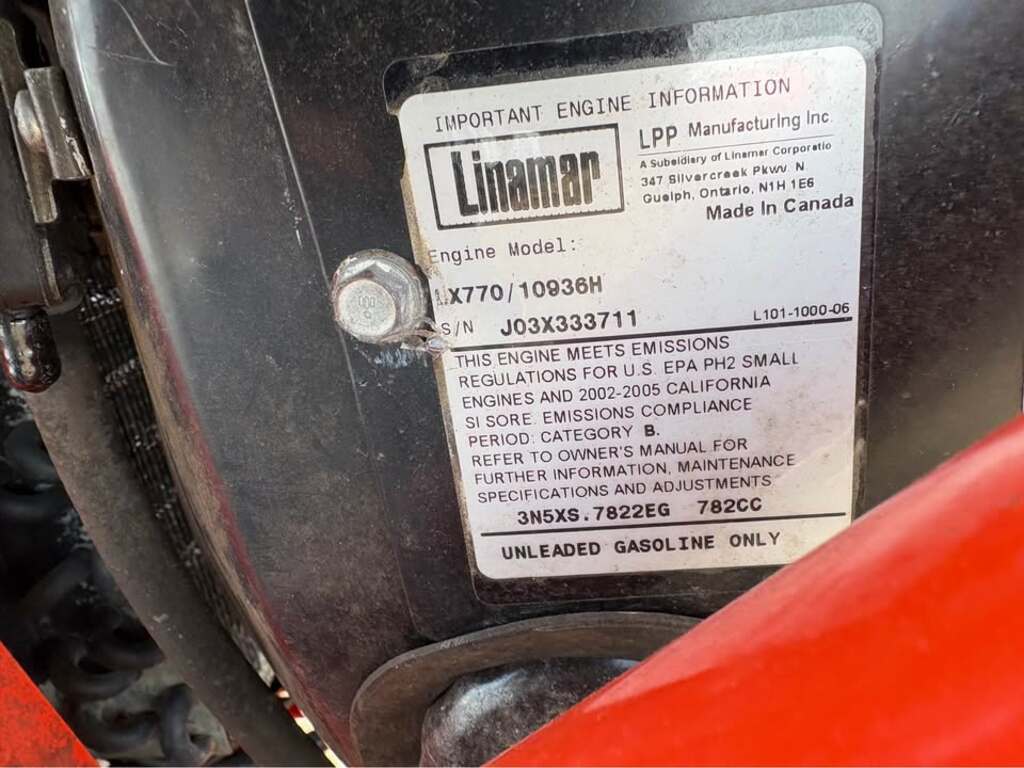 IMPORTANT ENGINE INFORMATION
Linamar
LPP Manufacturing Inc
A Subsidiary of Linamar Corporatio
347 Silvercreek Pkwy. N
Guelph, Ontario, N1H 1E6
Made In Canada
Engine Model:
LX770/10936H
S/N J03X333711
L101-1000-06
THIS ENGINE MEETS EMISSIONS
REGULATIONS FOR U.S. EPA PH2 SMALL
ENGINES AND 2002-2005 CALIFORNIA
SI SORE. EMISSIONS COMPLIANCE
PERIOD: CATEGORY B.
REFER TO OWNER'S MANUAL FOR
FURTHER INFORMATION, MAINTENANCE
SPECIFICATIONS AND ADJUSTMENTS
3N5XS.7822EG 782CC
UNLEADED GASOLINE ONLY